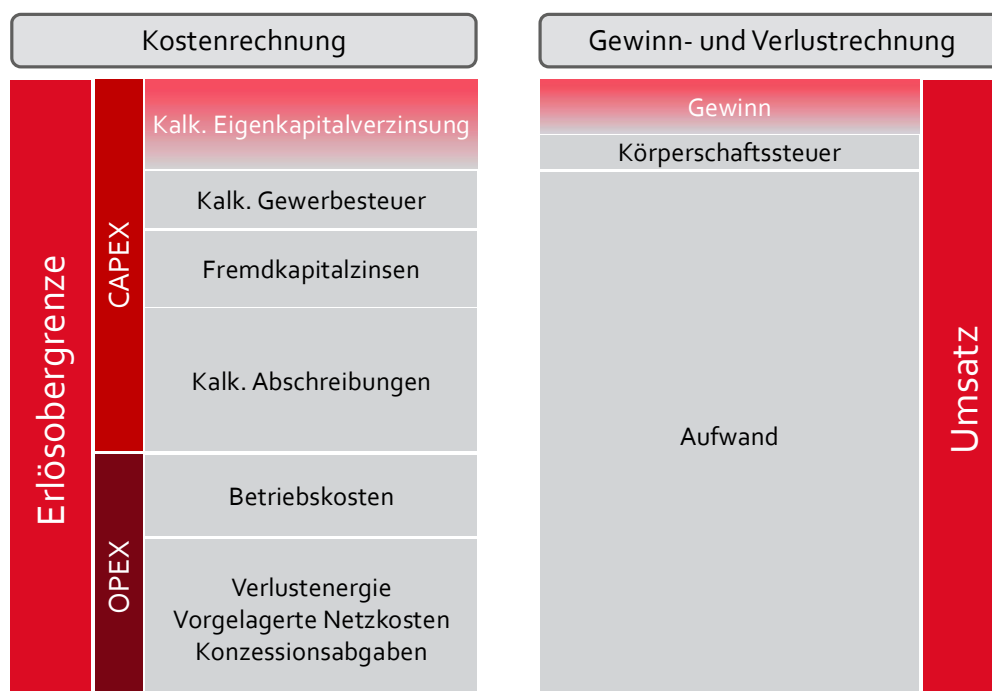 Kostenrechnung
Erlösobergrenze
CAPEX
Kalk. Eigenkapitalverzinsung
Kalk. Gewerbesteuer
Fremdkapitalzinsen
Kalk. Abschreibungen
OPEX
Betriebskosten
Verlustenergie
Vorgelagerte Netzkosten
Konzessionsabgaben
Gewinn- und Verlustrechnung
Gewinn
Körperschaftssteuer
Aufwand
Umsatz